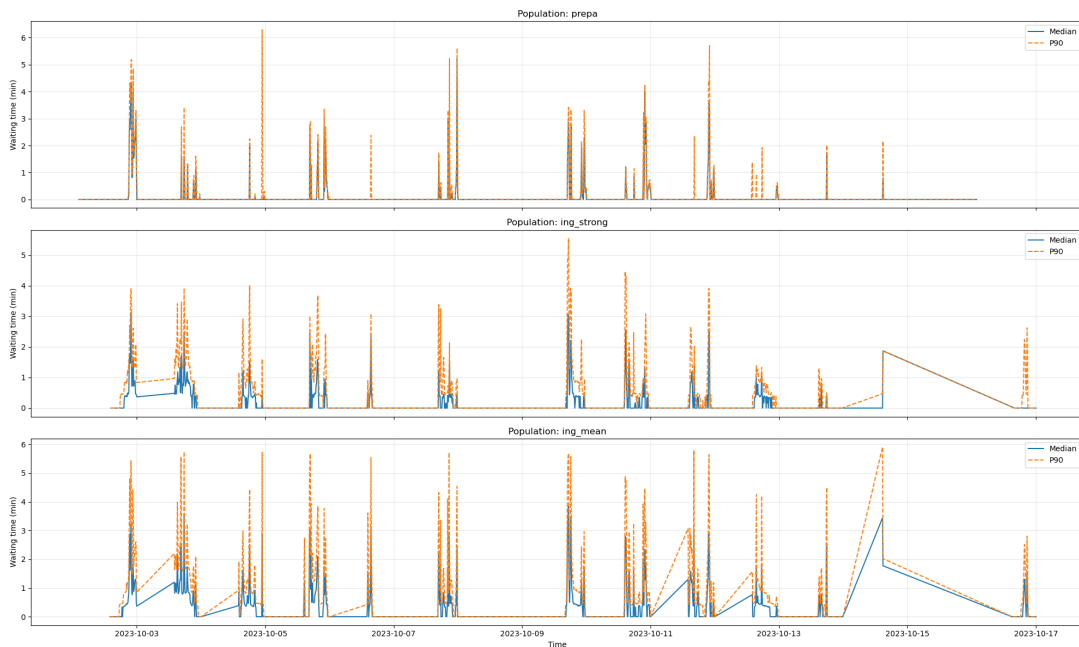 Population: prepa
Waiting time (min)
6
5
4
3
2
1
0
Median
P90
Population: ing_strong
Waiting time (min)
5
4
3
2
1
0
Median
P90
Population: ing_mean
Waiting time (min)
6
5
4
3
2
1
0
Median
P90
2023-10-03 2023-10-05 2023-10-07 2023-10-09 2023-10-11 2023-10-13 2023-10-15 2023-10-17
Time